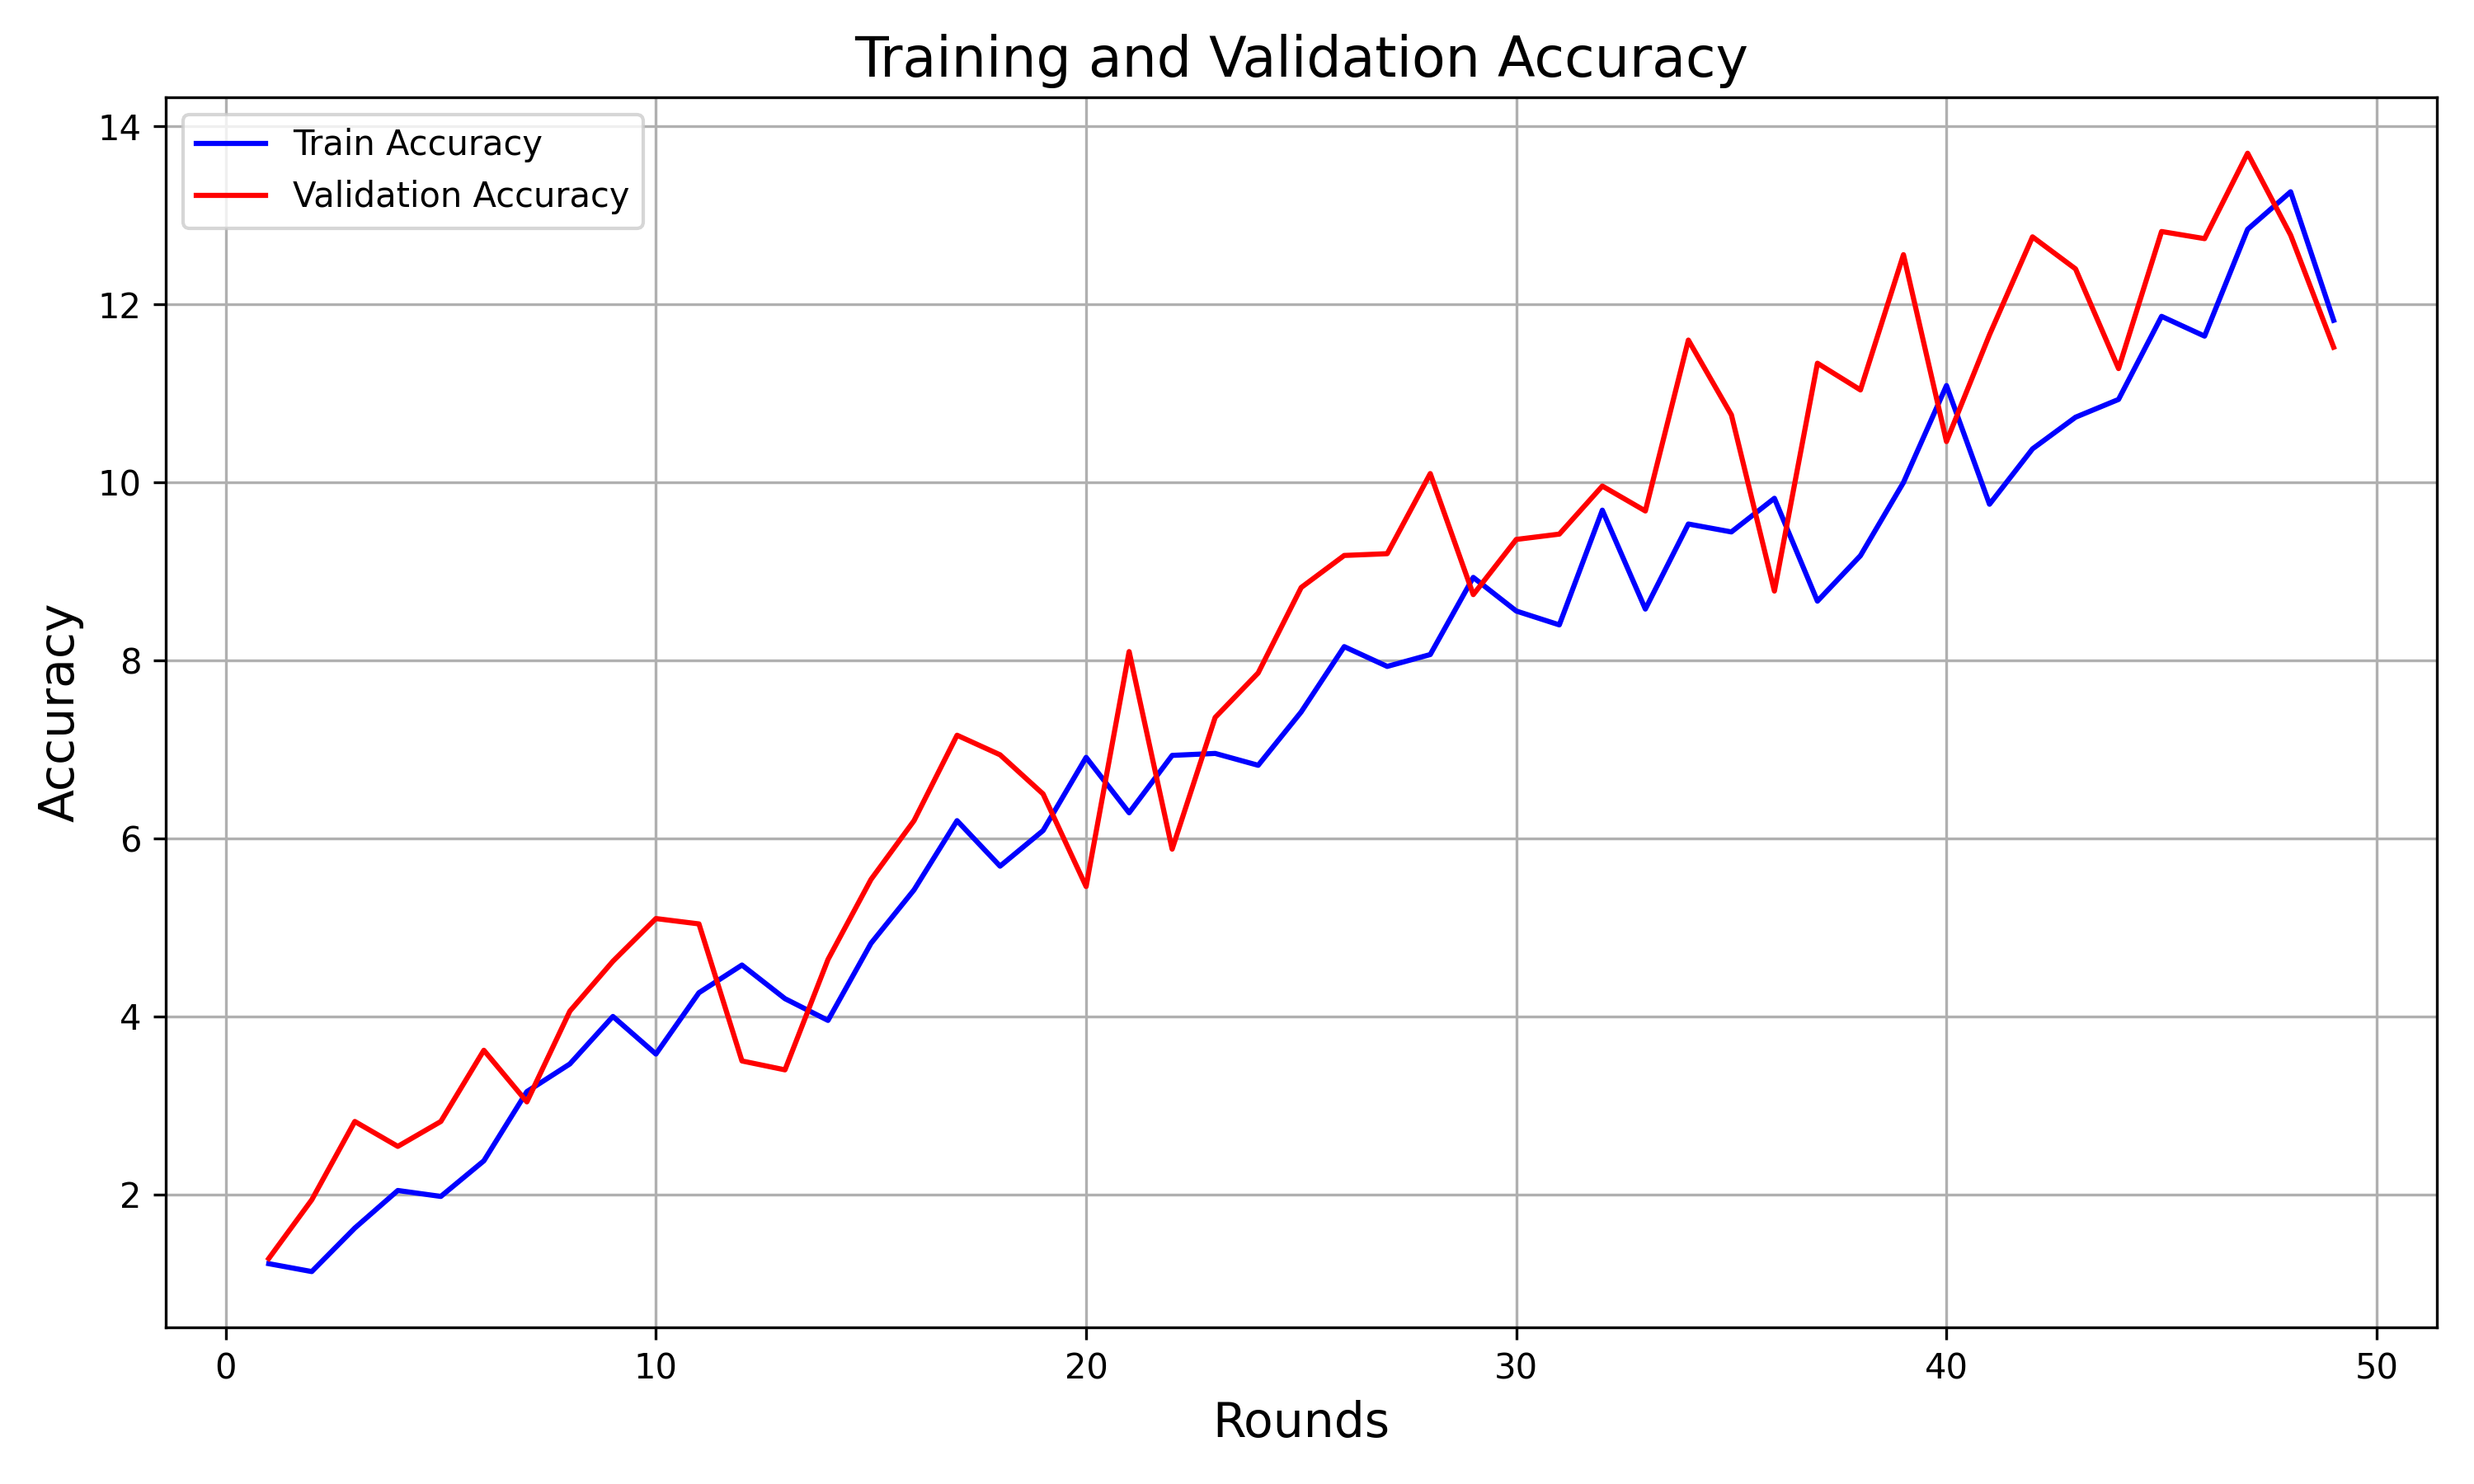 Training and Validation Accuracy
Train Accuracy
Validation Accuracy
14
12
10
8
6
4
2
Accuracy
0 10 20 30 40 50
Rounds